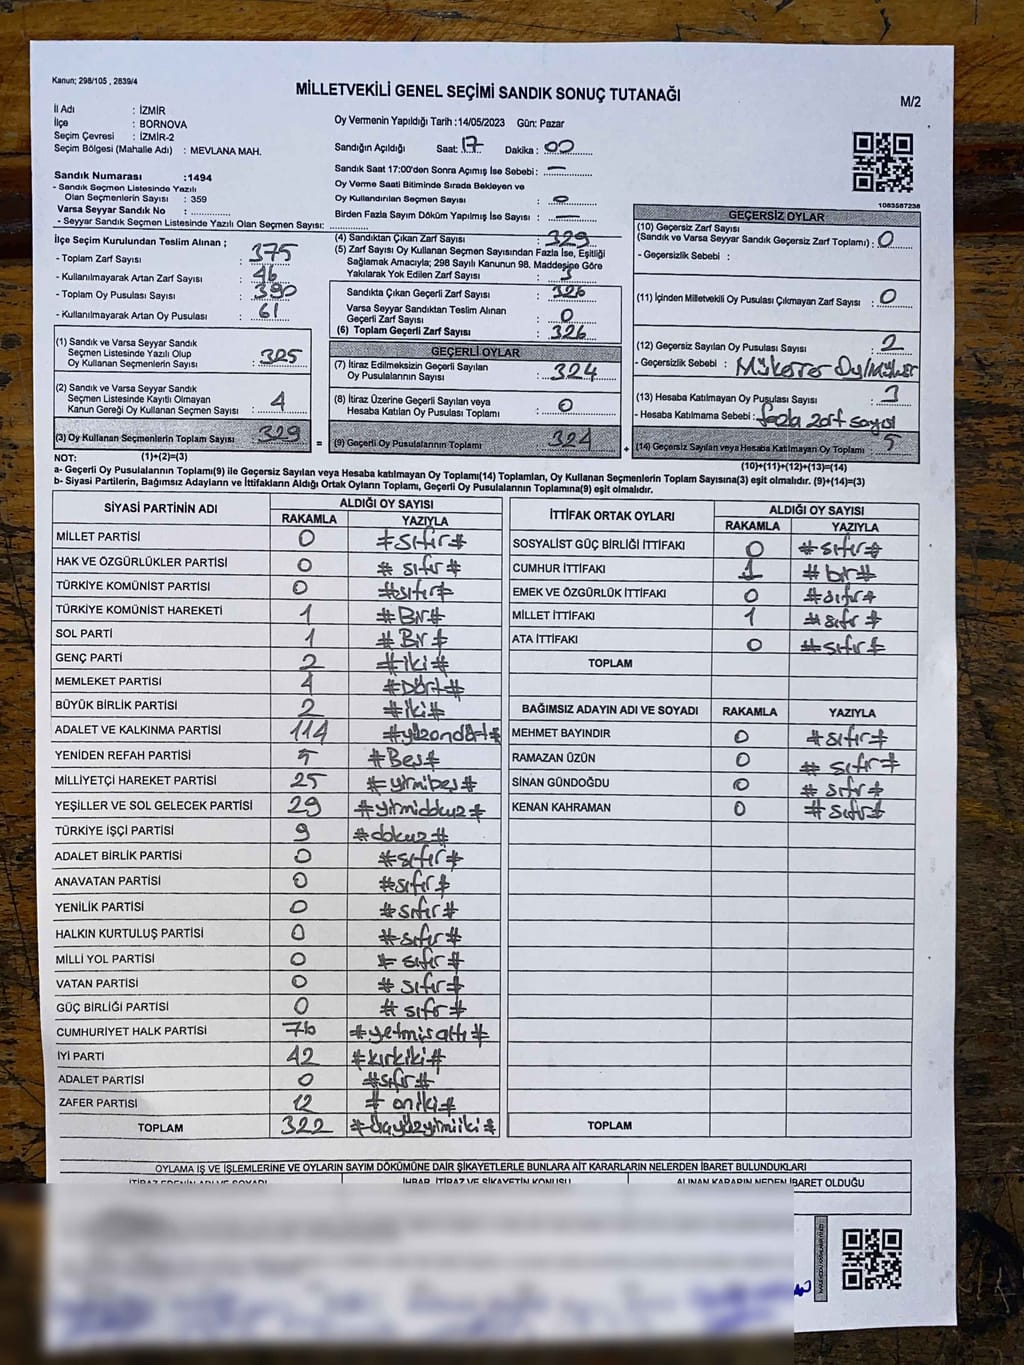 Kanun; 298/105 , 2839/4
MİLLETVEKİLİ GENEL SEÇİMİ SANDIK SONUÇ TUTANAĞI
M/2
İl Adı : İZMİR
İlçe : BORNOVA
Seçim Çevresi : İZMİR-2
Seçim Bölgesi (Mahalle Adı) : MEVLANA MAH.
Oy Vermenin Yapıldığı Tarih :14/05/2023 Gün: Pazar
Sandığın Açıldığı Saat: 17 Dakika: 00
Sandık Saat 17:00'den Sonra Açılmış İse Sebebi: —
Oy Verme Saati Bitiminde Sırada Bekleyen ve
Oy Kullandırılan Seçmen Sayısı : 0
Birden Fazla Sayım Döküm Yapılmış İse Sayısı : —
Sandık Numarası :1494
- Sandık Seçmen Listesinde Yazılı
Olan Seçmenlerin Sayısı : 359
Varsa Seyyar Sandık No :
- Seyyar Sandık Seçmen Listesinde Yazılı Olan Seçmen Sayısı:
1083587236
İlçe Seçim Kurulundan Teslim Alınan ;
- Toplam Zarf Sayısı : 375
- Kullanılmayarak Artan Zarf Sayısı : 46
- Toplam Oy Pusulası Sayısı : 390
- Kullanılmayarak Artan Oy Pusulası : 61
(1) Sandık ve Varsa Seyyar Sandık
Seçmen Listesinde Yazılı Olup
Oy Kullanan Seçmenlerin Sayısı : 325
(2) Sandık ve Varsa Seyyar Sandık
Seçmen Listesinde Kayıtlı Olmayan
Kanun Gereği Oy Kullanan Seçmen Sayısı : 4
(3) Oy Kullanan Seçmenlerin Toplam Sayısı : 329
(1)+(2)=(3)
(4) Sandıktan Çıkan Zarf Sayısı : 329
(5) Zarf Sayısı Oy Kullanan Seçmen Sayısından Fazla İse, Eşitliği
Sağlamak Amacıyla; 298 Sayılı Kanunun 98. Maddesine Göre
Yakılarak Yok Edilen Zarf Sayısı : 3
Sandıkta Çıkan Geçerli Zarf Sayısı : 326
Varsa Seyyar Sandıktan Teslim Alınan
Geçerli Zarf Sayısı : 0
(6) Toplam Geçerli Zarf Sayısı : 326
GEÇERLİ OYLAR
(7) İtiraz Edilmeksizin Geçerli Sayılan
Oy Pusulalarının Sayısı : 324
(8) İtiraz Üzerine Geçerli Sayılan veya
Hesaba Katılan Oy Pusulası Toplamı : 0
= (9) Geçerli Oy Pusulalarının Toplamı : 324 +
GEÇERSİZ OYLAR
(10) Geçersiz Zarf Sayısı
(Sandık ve Varsa Seyyar Sandık Geçersiz Zarf Toplamı) : 0
- Geçersizlik Sebebi :
(11) İçinden Milletvekili Oy Pusulası Çıkmayan Zarf Sayısı : 0
(12) Geçersiz Sayılan Oy Pusulası Sayısı : 2
- Geçersizlik Sebebi : Mükerrer
(13) Hesaba Katılmayan Oy Pusulası Sayısı : 3
- Hesaba Katılmama Sebebi : fazla zarf sayısı
(14) Geçersiz Sayılan veya Hesaba Katılmayan Oy Toplamı : 5
(10)+(11)+(12)+(13)=(14)
NOT:
a- Geçerli Oy Pusulalarının Toplamı(9) ile Geçersiz Sayılan veya Hesaba katılmayan Oy Toplamı(14) Toplamları, Oy Kullanan Seçmenlerin Toplam Sayısına(3) eşit olmalıdır. (9)+(14)=(3)
b- Siyasi Partilerin, Bağımsız Adayların ve İttifakların Aldığı Ortak Oyların Toplamı, Geçerli Oy Pusulalarının Toplamına(9) eşit olmalıdır.
SİYASİ PARTİNİN ADI ALDIĞI OY SAYISI
RAKAMLA YAZIYLA
MİLLET PARTİSİ 0 #sıfır#
HAK VE ÖZGÜRLÜKLER PARTİSİ 0 #sıfır#
TÜRKİYE KOMÜNİST PARTİSİ 0 #sıfır#
TÜRKİYE KOMÜNİST HAREKETİ 1 #Bir#
SOL PARTİ 1 #Bir#
GENÇ PARTİ 2 #iki#
MEMLEKET PARTİSİ 4 #Dört#
BÜYÜK BİRLİK PARTİSİ 2 #iki#
ADALET VE KALKINMA PARTİSİ 114 #yüzondört#
YENİDEN REFAH PARTİSİ 5 #Beş#
MİLLİYETÇİ HAREKET PARTİSİ 25 #yirmibeş#
YEŞİLLER VE SOL GELECEK PARTİSİ 29 #yirmidokuz#
TÜRKİYE İŞÇİ PARTİSİ 9 #dokuz#
ADALET BİRLİK PARTİSİ 0 #sıfır#
ANAVATAN PARTİSİ 0 #sıfır#
YENİLİK PARTİSİ 0 #sıfır#
HALKIN KURTULUŞ PARTİSİ 0 #sıfır#
MİLLİ YOL PARTİSİ 0 #sıfır#
VATAN PARTİSİ 0 #sıfır#
GÜÇ BİRLİĞİ PARTİSİ 0 #sıfır#
CUMHURİYET HALK PARTİSİ 76 #yetmişaltı#
İYİ PARTİ 42 #kırkiki#
ADALET PARTİSİ 0 #sıfır#
ZAFER PARTİSİ 12 #oniki#
TOPLAM 322 #üçyüzyirmiiki#
İTTİFAK ORTAK OYLARI ALDIĞI OY SAYISI
RAKAMLA YAZIYLA
SOSYALİST GÜÇ BİRLİĞİ İTTİFAKI 0 #sıfır#
CUMHUR İTTİFAKI 1 #bir#
EMEK VE ÖZGÜRLÜK İTTİFAKI 0 #sıfır#
MİLLET İTTİFAKI 1 #sıfır#
ATA İTTİFAKI 0 #sıfır#
TOPLAM
BAĞIMSIZ ADAYIN ADI VE SOYADI RAKAMLA YAZIYLA
MEHMET BAYINDIR 0 #sıfır#
RAMAZAN ÜZÜN 0 #sıfır#
SİNAN GÜNDOĞDU 0 #sıfır#
KENAN KAHRAMAN 0 #sıfır#
TOPLAM
OYLAMA İŞ VE İŞLEMLERİNE VE OYLARIN SAYIM DÖKÜMÜNE DAİR ŞİKAYETLERLE BUNLARA AİT KARARLARIN NELERDEN İBARET BULUNDUKLARI
İTİRAZ EDENİN ADI VE SOYADI İHBAR, İTİRAZ VE ŞİKAYETİN KONUSU ALINAN KARARIN NEDEN İBARET OLDUĞU